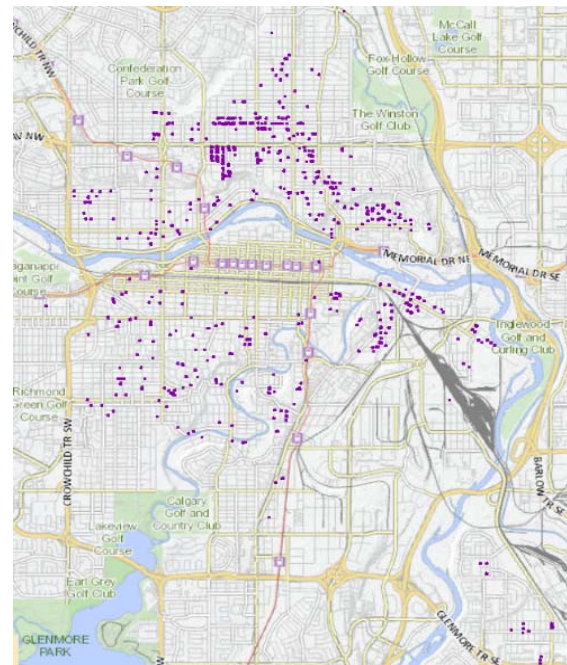 McCall
Lake Golf
Course
Fox Hollow
Golf Course
Confederation
Park Golf
Course
The Winston
Golf Club
MEMORIAL DR NE
MEMORIAL DR SE
Golf
Course
Inglewood
Golf and
Curling Club
Richmond
Green Golf
Course
CROWCHILD TR SW
BARLOW TR SE
Calgary
Golf and
Country Club
Lakeview
Golf
Course
Earl Grey
Golf Club
GLENMORE
PARK
GLENMORE TR SE